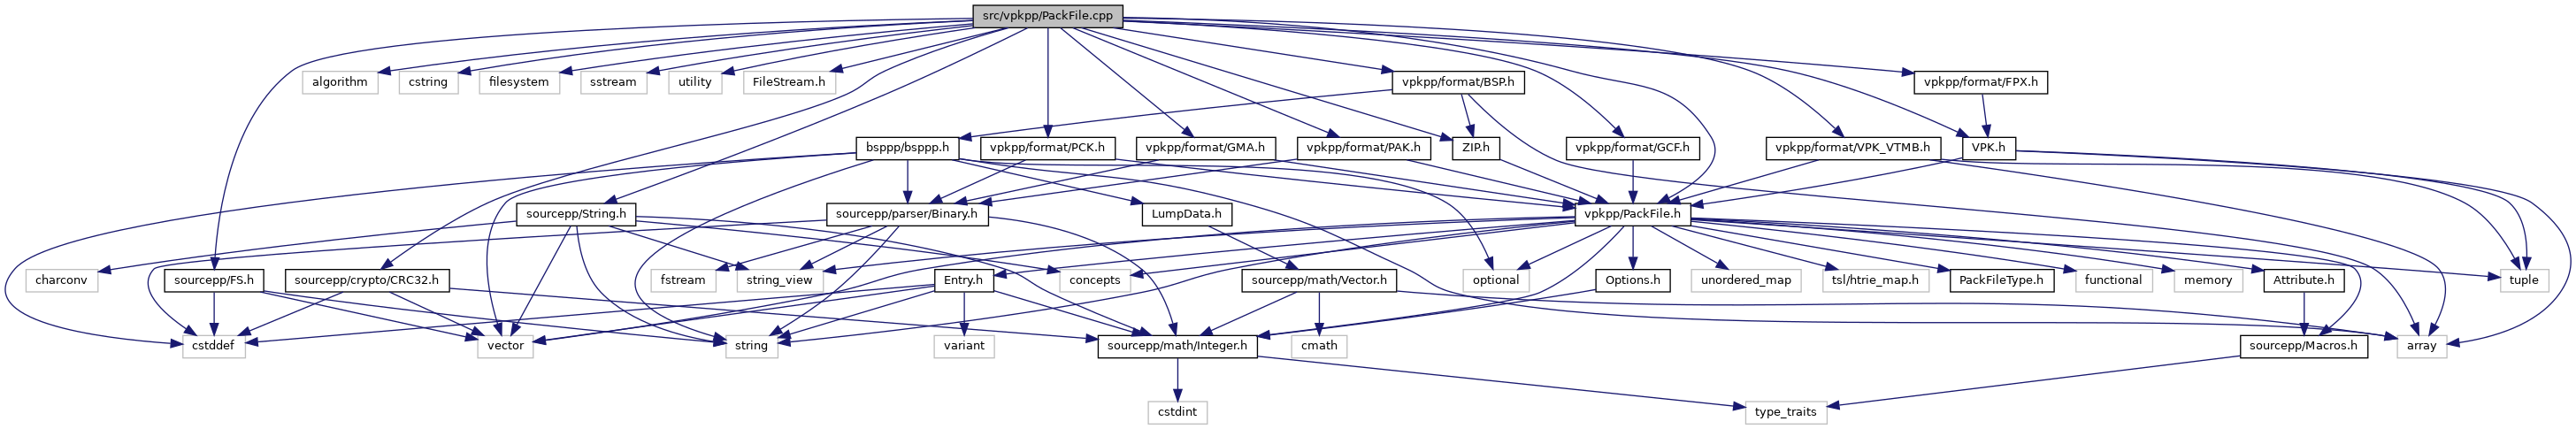 src/vpkpp/PackFile.cpp
algorithm
cstring
filesystem
sstream
utility
FileStream.h
vpkpp/format/BSP.h
vpkpp/format/FPX.h
bsppp/bsppp.h
vpkpp/format/PCK.h
vpkpp/format/GMA.h
vpkpp/format/PAK.h
ZIP.h
vpkpp/format/GCF.h
vpkpp/format/VPK_VTMB.h
VPK.h
sourcepp/String.h
sourcepp/parser/Binary.h
LumpData.h
vpkpp/PackFile.h
charconv
sourcepp/FS.h
sourcepp/crypto/CRC32.h
fstream
string_view
Entry.h
concepts
sourcepp/math/Vector.h
optional
Options.h
unordered_map
tsl/htrie_map.h
PackFileType.h
functional
memory
Attribute.h
tuple
cstddef
vector
string
variant
sourcepp/math/Integer.h
cmath
sourcepp/Macros.h
array
cstdint
type_traits